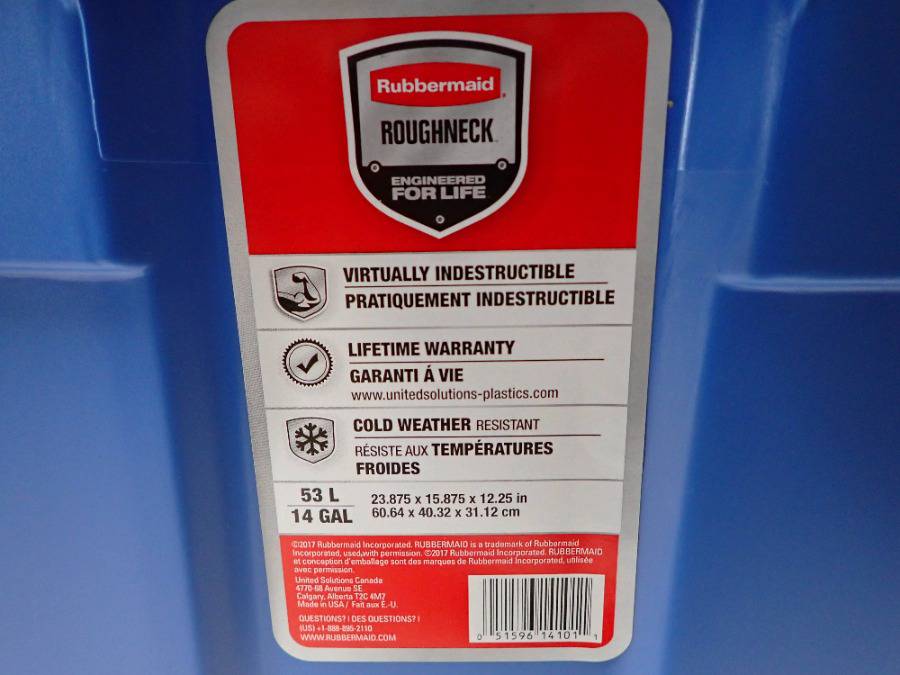 Rubbermaid
ROUGHNECK
ENGINEERED
FOR LIFE
VIRTUALLY INDESTRUCTIBLE
PRATIQUEMENT INDESTRUCTIBLE
LIFETIME WARRANTY
GARANTI Á VIE
www.unitedsolutions-plastics.com
COLD WEATHER RESISTANT
RÉSISTE AUX TEMPÉRATURES
FROIDES
53 L
14 GAL
23.875 x 15.875 x 12.25 in
60.64 x 40.32 x 31.12 cm
©2017 Rubbermaid Incorporated. RUBBERMAID is a trademark of Rubbermaid
Incorporated, used,with permission. ©2017 Rubbermaid Incorporated. RUBBERMAID
et conception d'emballage sont des marques de Rubbermaid Incorporated, utilisée
avec permission.
United Solutions Canada
4770-68 Avenue SE
Calgary, Alberta T2C 4M7
Made in USA / Fait aux É.-U.
QUESTIONS? | DES QUESTIONS? |
(US) +1-888-895-2110
WWW.RUBBERMAID.COM
0 51596 14101 1